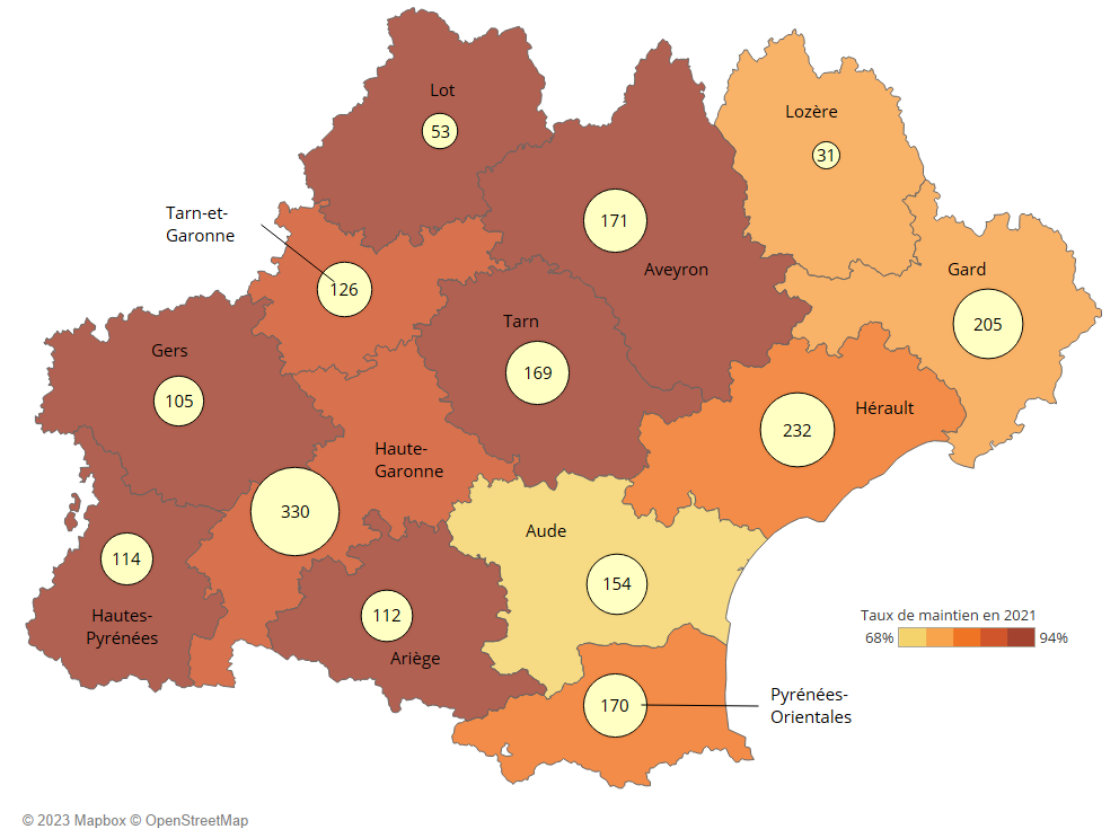 Lot
53
Lozère
31
Tarn-et-
Garonne
171
Aveyron
126
Gard
205
Tarn
169
Gers
105
Hérault
232
Haute-
Garonne
330
Aude
154
114
Hautes-
Pyrénées
112
Ariège
Taux de maintien en 2021
68% 94%
170
Pyrénées-
Orientales
© 2023 Mapbox © OpenStreetMap